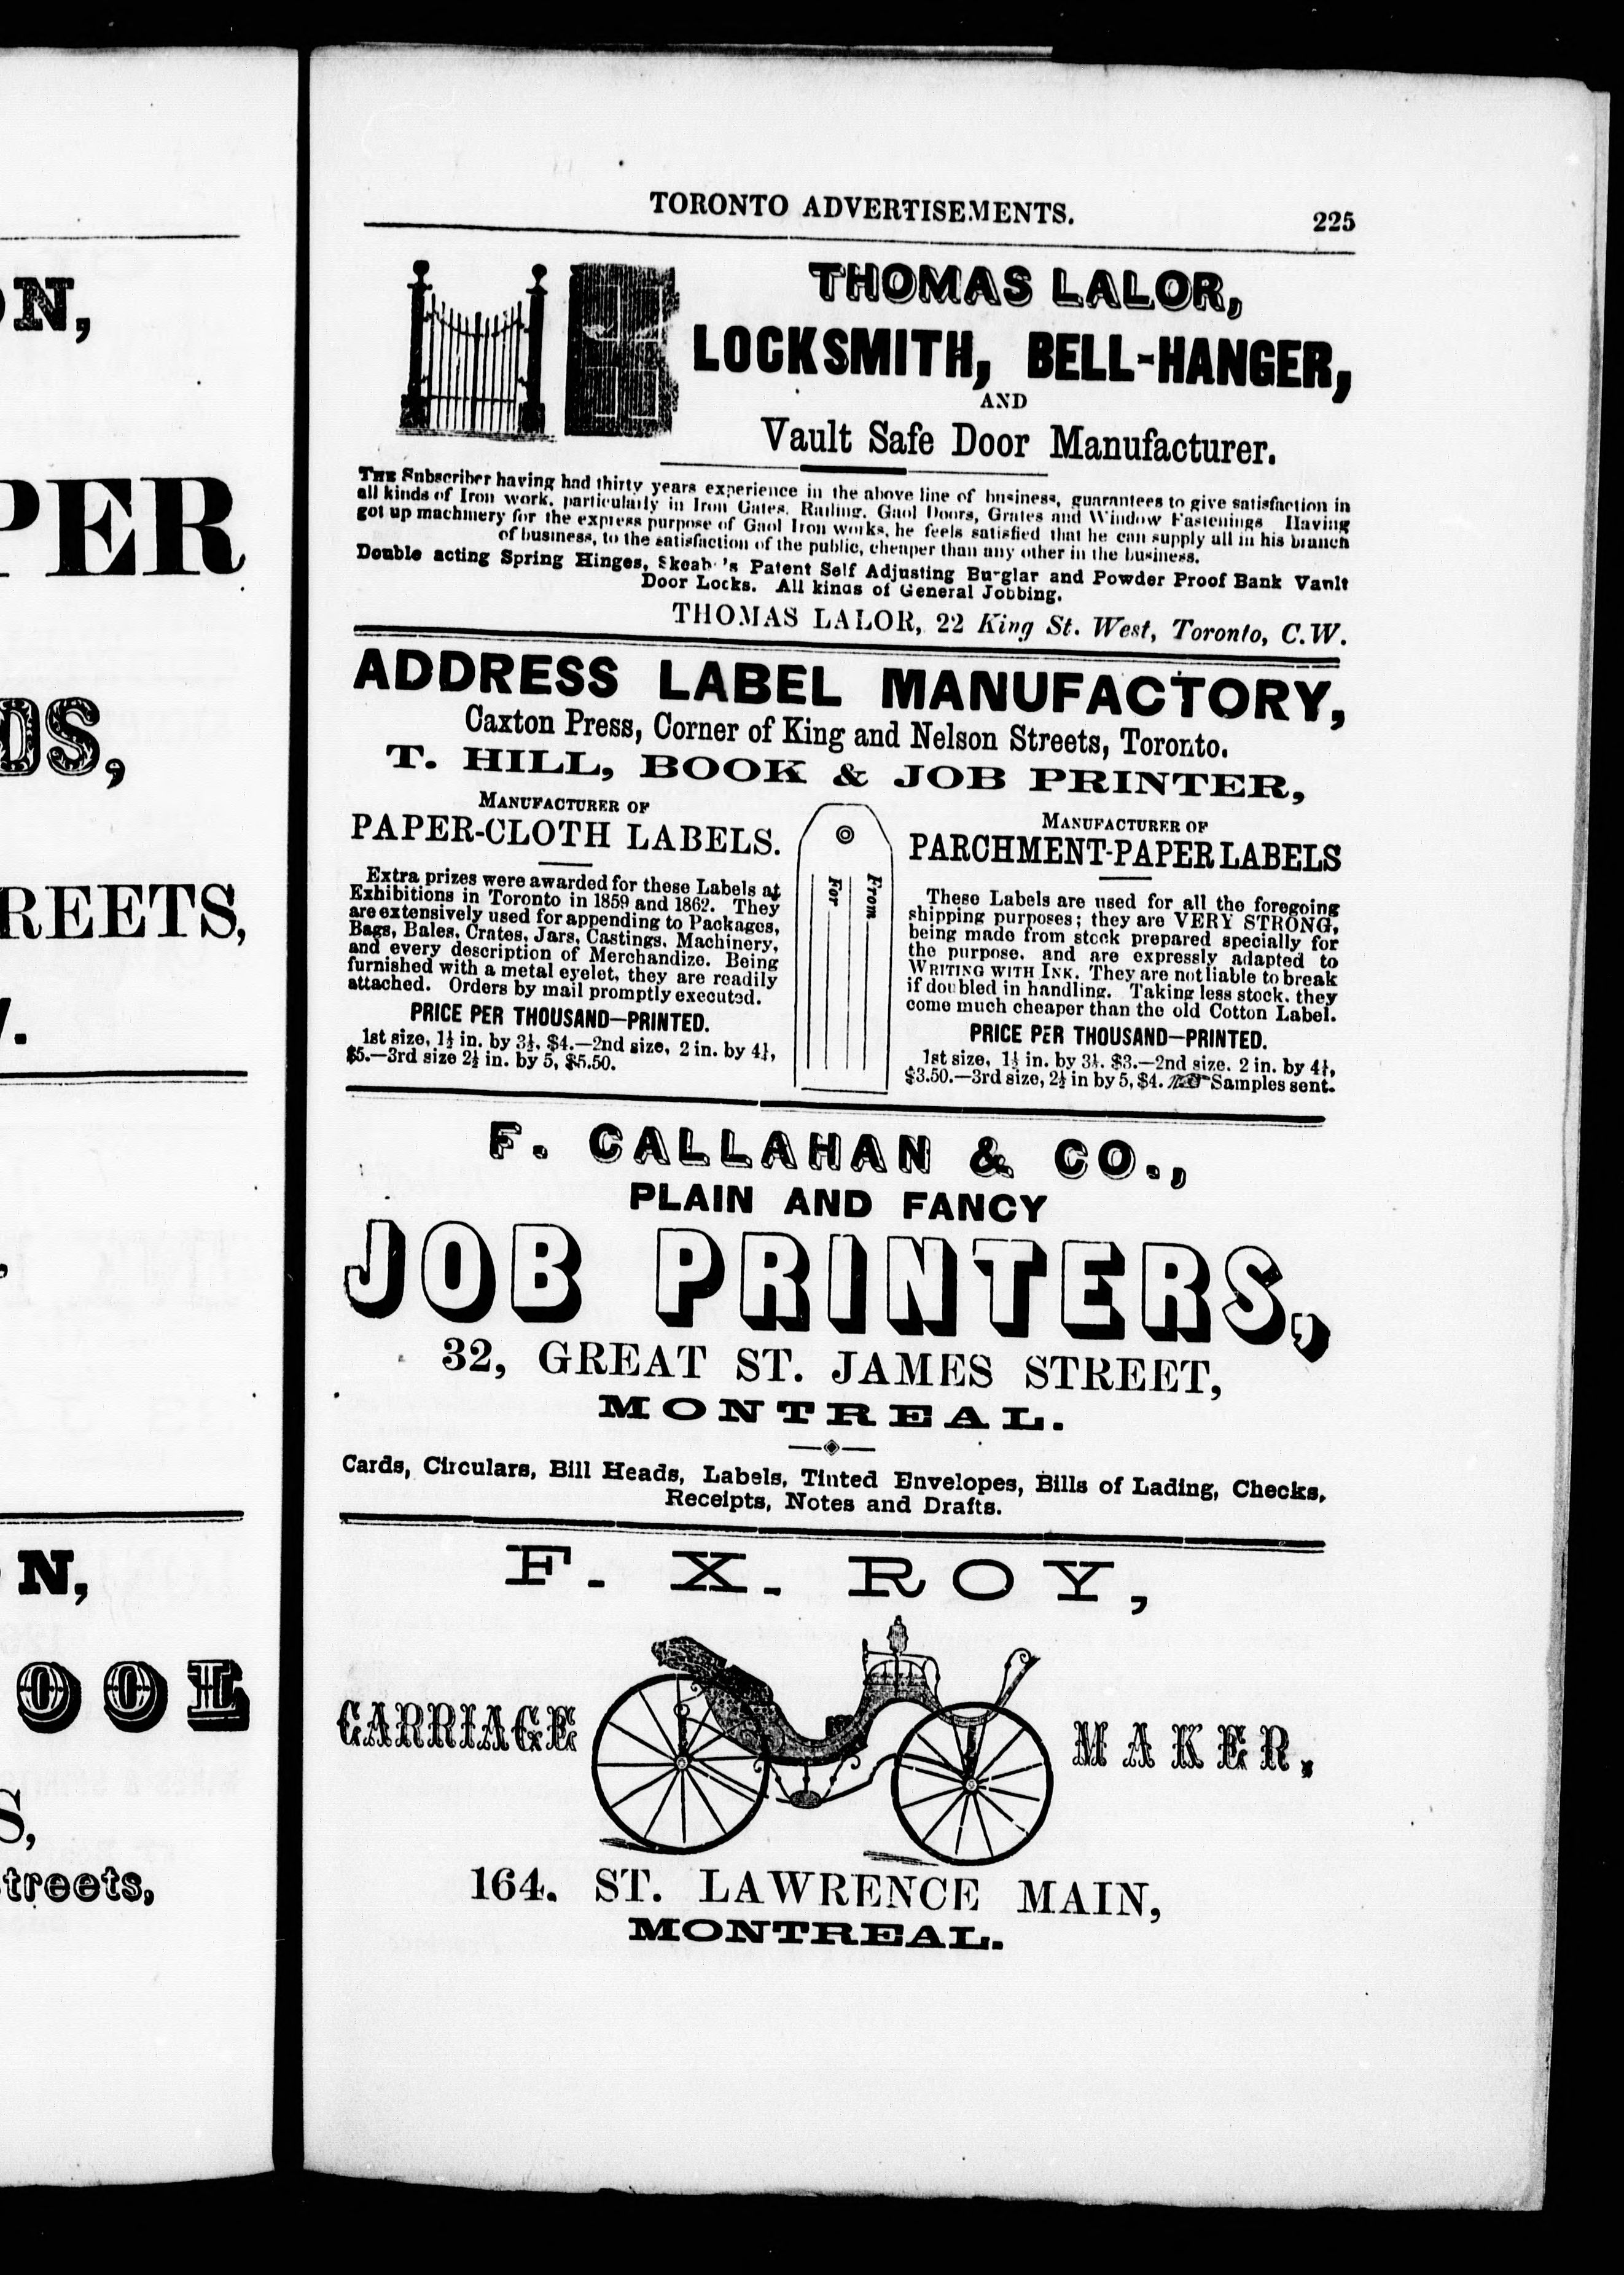 TORONTO ADVERTISEMENTS.
225
THOMAS LALOR,
LOCKSMITH, BELL-HANGER,
AND
Vault Safe Door Manufacturer.
THE Subscriber having had thirty years experience in the above line of business, guarantees to give satisfaction in
all kinds of Iron work, particularly in Iron Gates, Railing, Gaol Doors, Grates and Window Fastenings Having
got up machinery for the express purpose of Gaol Iron works, he feels satisfied that he can supply all in his branch
of business, to the satisfaction of the public, cheaper than any other in the business.
Double acting Spring Hinges, 's Patent Self Adjusting Burglar and Powder Proof Bank Vault
Door Locks. All kinds of General Jobbing.
THOMAS LALOR, 22 King St. West, Toronto, C.W.
ADDRESS LABEL MANUFACTORY,
Caxton Press, Corner of King and Nelson Streets, Toronto.
T. HILL, BOOK & JOB PRINTER,
MANUFACTURER OF
PAPER-CLOTH LABELS.
Extra prizes were awarded for these Labels at
Exhibitions in Toronto in 1859 and 1862. They
are extensively used for appending to Packages,
Bags, Bales, Crates, Jars, Castings, Machinery,
and every description of Merchandize. Being
furnished with a metal eyelet, they are readily
attached. Orders by mail promptly executed.
PRICE PER THOUSAND—PRINTED.
1st size, 1½ in. by 3½, $4.—2nd size, 2 in. by 4¼,
$5.—3rd size 2½ in. by 5, $5.50.
From
For
MANUFACTURER OF
PARCHMENT-PAPER LABELS
These Labels are used for all the foregoing
shipping purposes; they are VERY STRONG,
being made from stock prepared specially for
the purpose, and are expressly adapted to
WRITING WITH INK. They are not liable to break
if doubled in handling. Taking less stock, they
come much cheaper than the old Cotton Label.
PRICE PER THOUSAND—PRINTED.
1st size, 1½ in. by 3½, $3.—2nd size, 2 in. by 4¼,
$3.50.—3rd size, 2½ in by 5, $4. ☞ Samples sent.
F. CALLAHAN & CO.,
PLAIN AND FANCY
JOB PRINTERS,
32, GREAT ST. JAMES STREET,
MONTREAL.
Cards, Circulars, Bill Heads, Labels, Tinted Envelopes, Bills of Lading, Checks,
Receipts, Notes and Drafts.
F. X. ROY,
CARRIAGE MAKER,
164. ST. LAWRENCE MAIN,
MONTREAL.
ON,
PER
DS,
REETS,
N,
OOL
S,
treets,